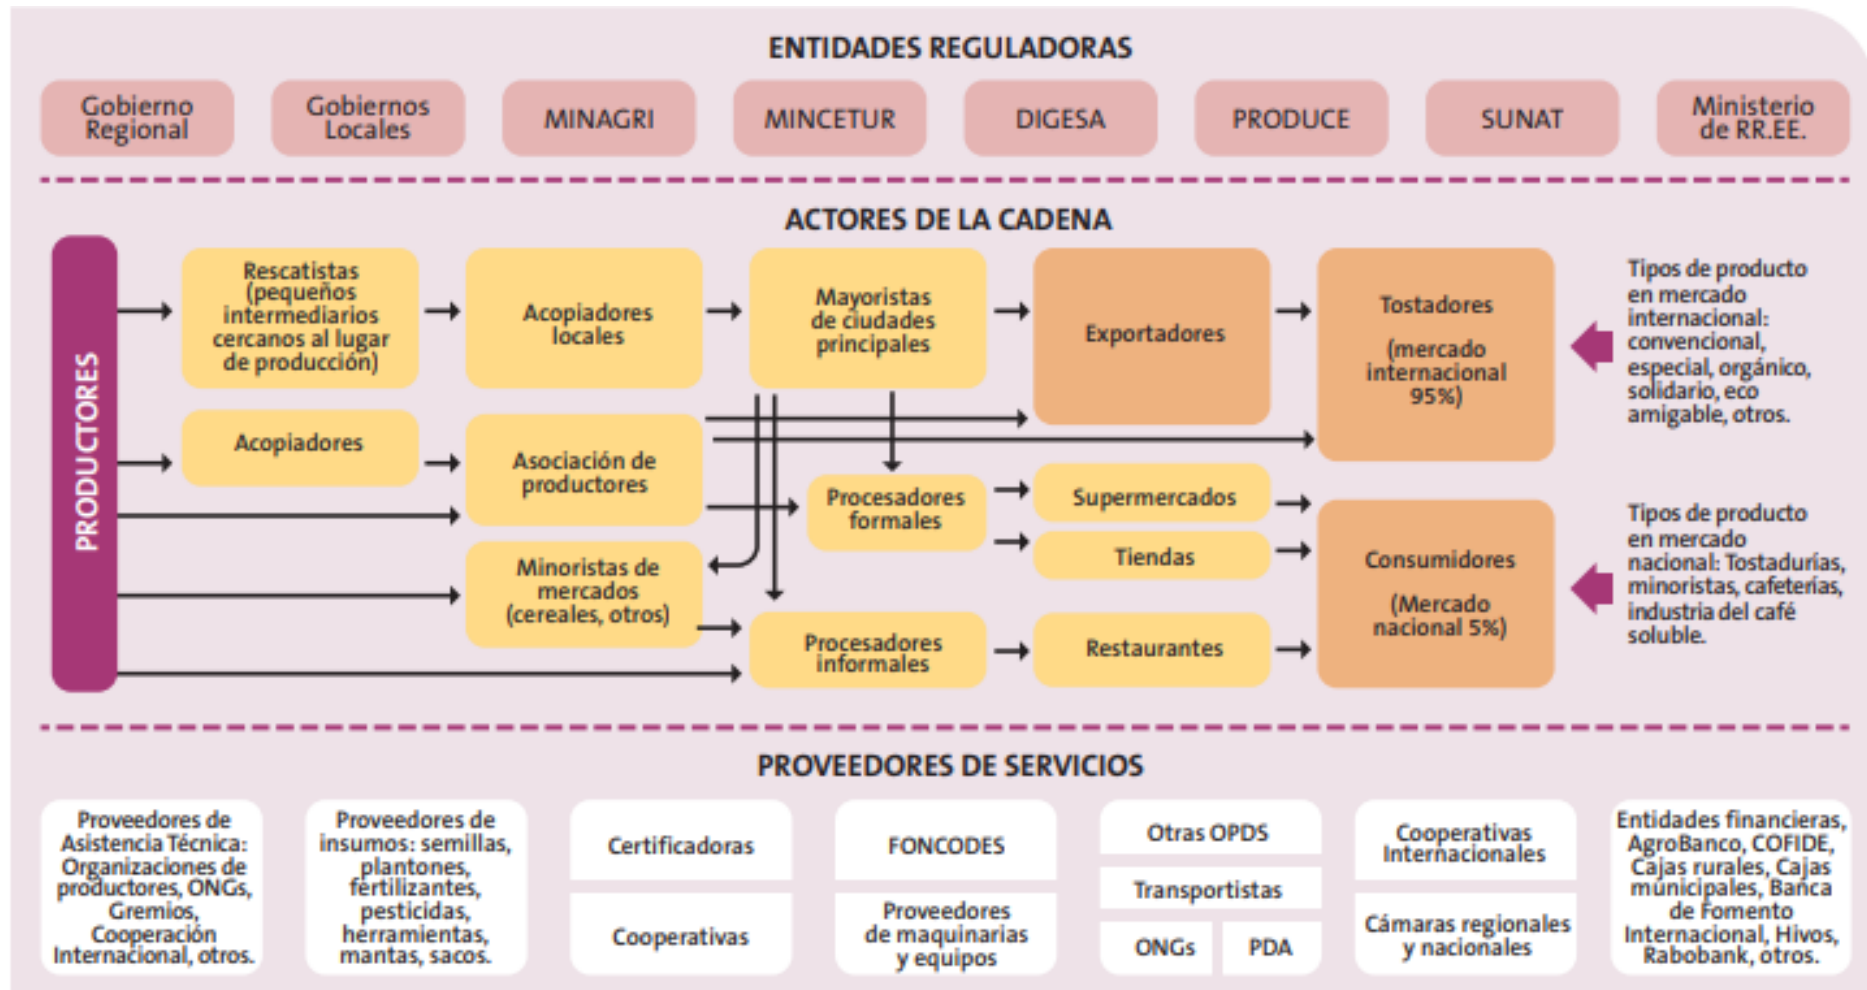 ENTIDADES REGULADORAS
Gobierno
Regional
Gobiernos
Locales
MINAGRI
MINCETUR
DIGESA
PRODUCE
SUNAT
Ministerio
de RR.EE.
ACTORES DE LA CADENA
PRODUCTORES
Rescatistas
(pequeños
intermediarios
cercanos al lugar
de producción)
Acopiadores
locales
Mayoristas
de ciudades
principales
Exportadores
Tostadores
(mercado
internacional
95%)
Tipos de producto
en mercado
internacional:
convencional,
especial, orgánico,
solidario, eco
amigable, otros.
Acopiadores
Asociación de
productores
Procesadores
formales
Supermercados
Tiendas
Consumidores
(Mercado
nacional 5%)
Tipos de producto
en mercado
nacional: Tostadurías,
minoristas, cafeterías,
industria del café
soluble.
Minoristas de
mercados
(cereales, otros)
Procesadores
informales
Restaurantes
PROVEEDORES DE SERVICIOS
Proveedores de
Asistencia Técnica:
Organizaciones de
productores, ONGs,
Gremios,
Cooperación
Internacional, otros.
Proveedores de
insumos: semillas,
plantones,
fertilizantes,
pesticidas,
herramientas,
mantas, sacos.
Certificadoras
Cooperativas
FONCODES
Proveedores
de maquinarias
y equipos
Otras OPDS
Transportistas
ONGs
PDA
Cooperativas
Internacionales
Cámaras regionales
y nacionales
Entidades financieras,
AgroBanco, COFIDE,
Cajas rurales, Cajas
municipales, Banca
de Fomento
Internacional, Hivos,
Rabobank, otros.